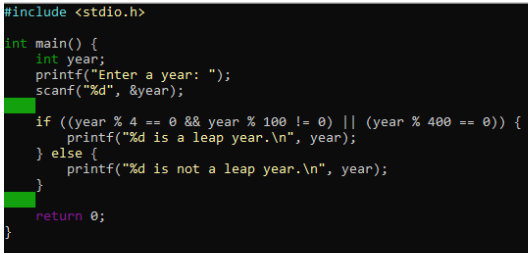 #include <stdio.h>
int main() {
    int year;
    printf("Enter a year: ");
    scanf("%d", &year);
    if ((year % 4 == 0 && year % 100 != 0) || (year % 400 == 0)) {
        printf("%d is a leap year.\n", year);
    } else {
        printf("%d is not a leap year.\n", year);
    }
    return 0;
}